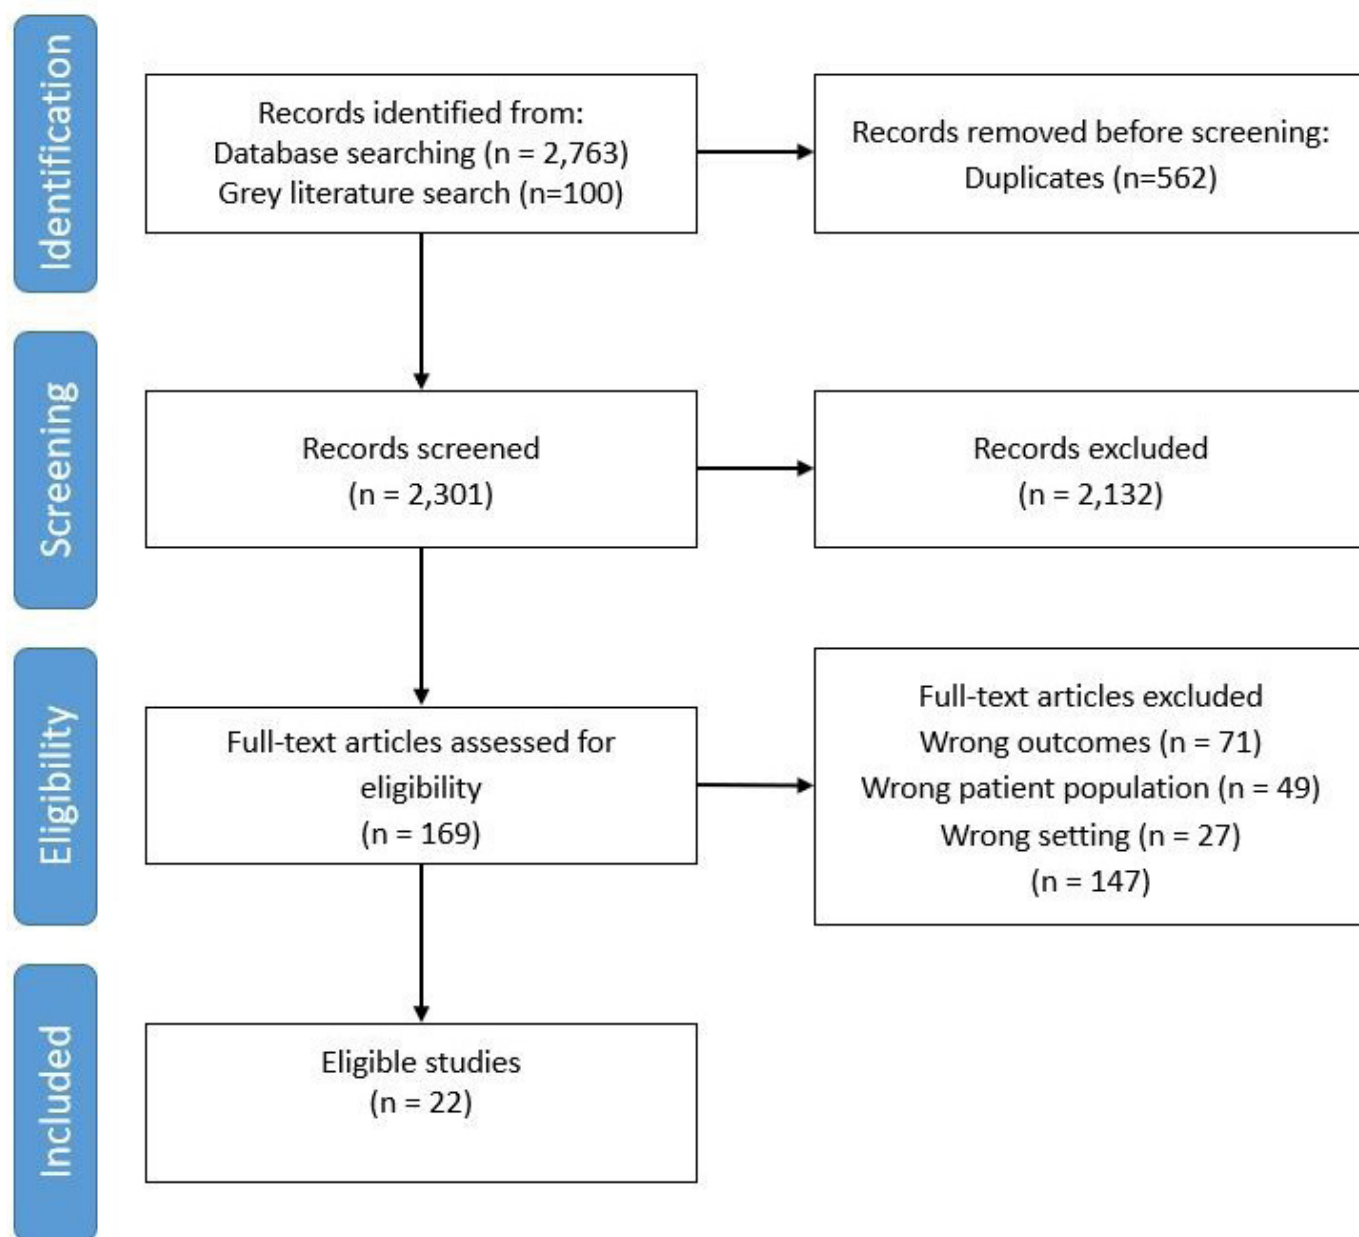 Identification
Records identified from:
Database searching (n = 2,763)
Grey literature search (n=100)
Records removed before screening:
Duplicates (n=562)
Screening
Records screened
(n = 2,301)
Records excluded
(n = 2,132)
Eligibility
Full-text articles assessed for
eligibility
(n = 169)
Full-text articles excluded
Wrong outcomes (n = 71)
Wrong patient population (n = 49)
Wrong setting (n = 27)
(n = 147)
Included
Eligible studies
(n = 22)